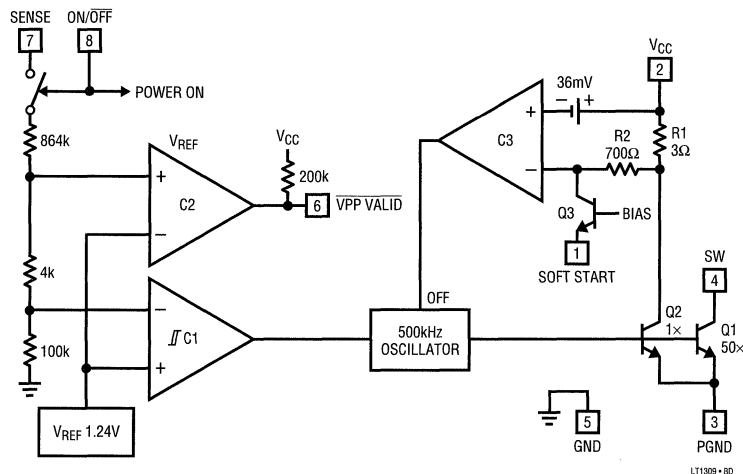 SENSE
ON/OFF
7
8
POWER ON
864k
4k
100k
VREF
VCC
200k
+
C2
–
6
VPP VALID
–
C1
+
VREF 1.24V
36mV
– +
VCC
2
+
C3
–
R2
700Ω
R1
3Ω
Q3
BIAS
1
SOFT START
OFF
500kHz
OSCILLATOR
SW
4
Q2
1×
Q1
50×
5
GND
3
PGND
LT1309 • BD